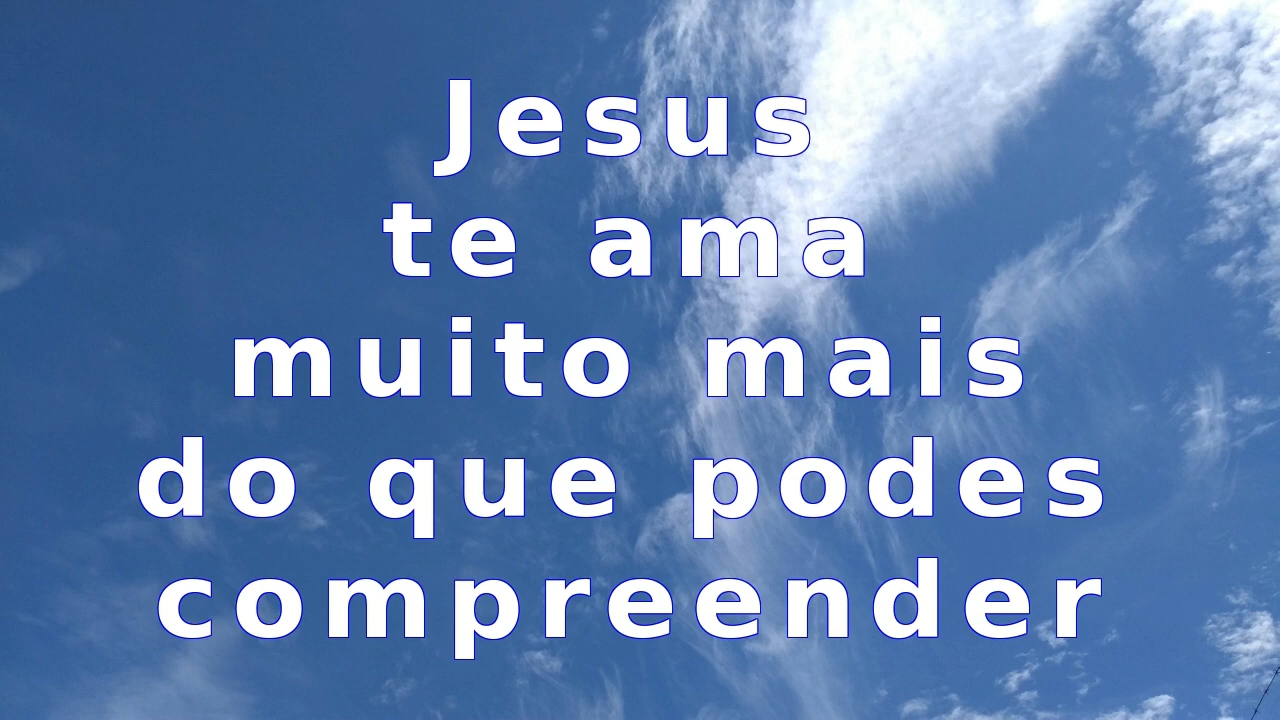 Jesus
te ama
muito mais
do que podes
compreender